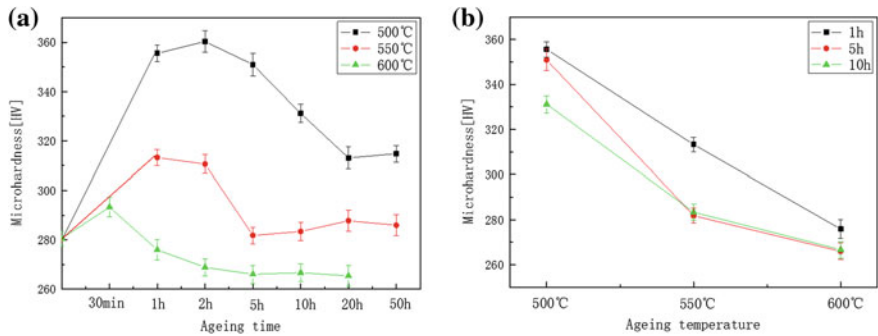 (a)
Microhardness[HV]
360
340
320
300
280
260
500℃
550℃
600℃
30min 1h 2h 5h 10h 20h 50h
Ageing time
(b)
Microhardness[HV]
360
340
320
300
280
260
1h
5h
10h
500℃ 550℃ 600℃
Ageing temperature